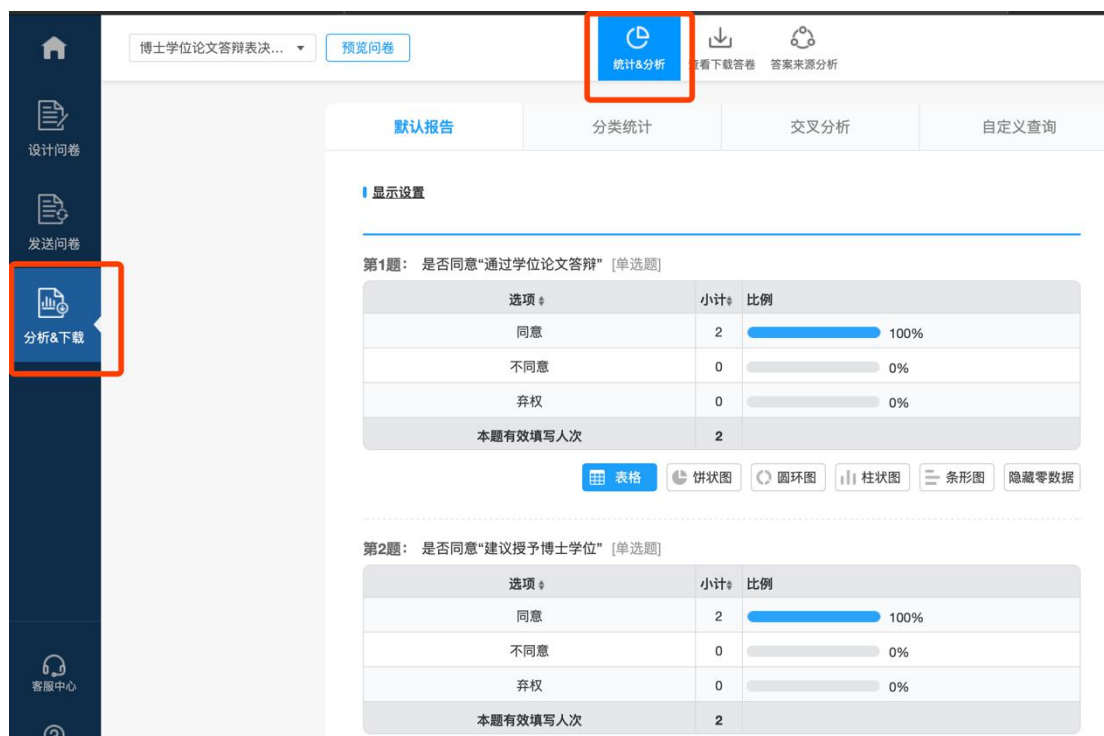 博士学位论文答辩表决...
预览问卷
统计&分析
查看下载答卷
答案来源分析
设计问卷
发送问卷
分析&下载
客服中心
默认报告
分类统计
交叉分析
自定义查询
显示设置
第1题： 是否同意“通过学位论文答辩” [单选题]
选项 小计 比例
同意 2 100%
不同意 0 0%
弃权 0 0%
本题有效填写人次 2
表格 饼状图 圆环图 柱状图 条形图 隐藏零数据
第2题： 是否同意“建议授予博士学位” [单选题]
选项 小计 比例
同意 2 100%
不同意 0 0%
弃权 0 0%
本题有效填写人次 2